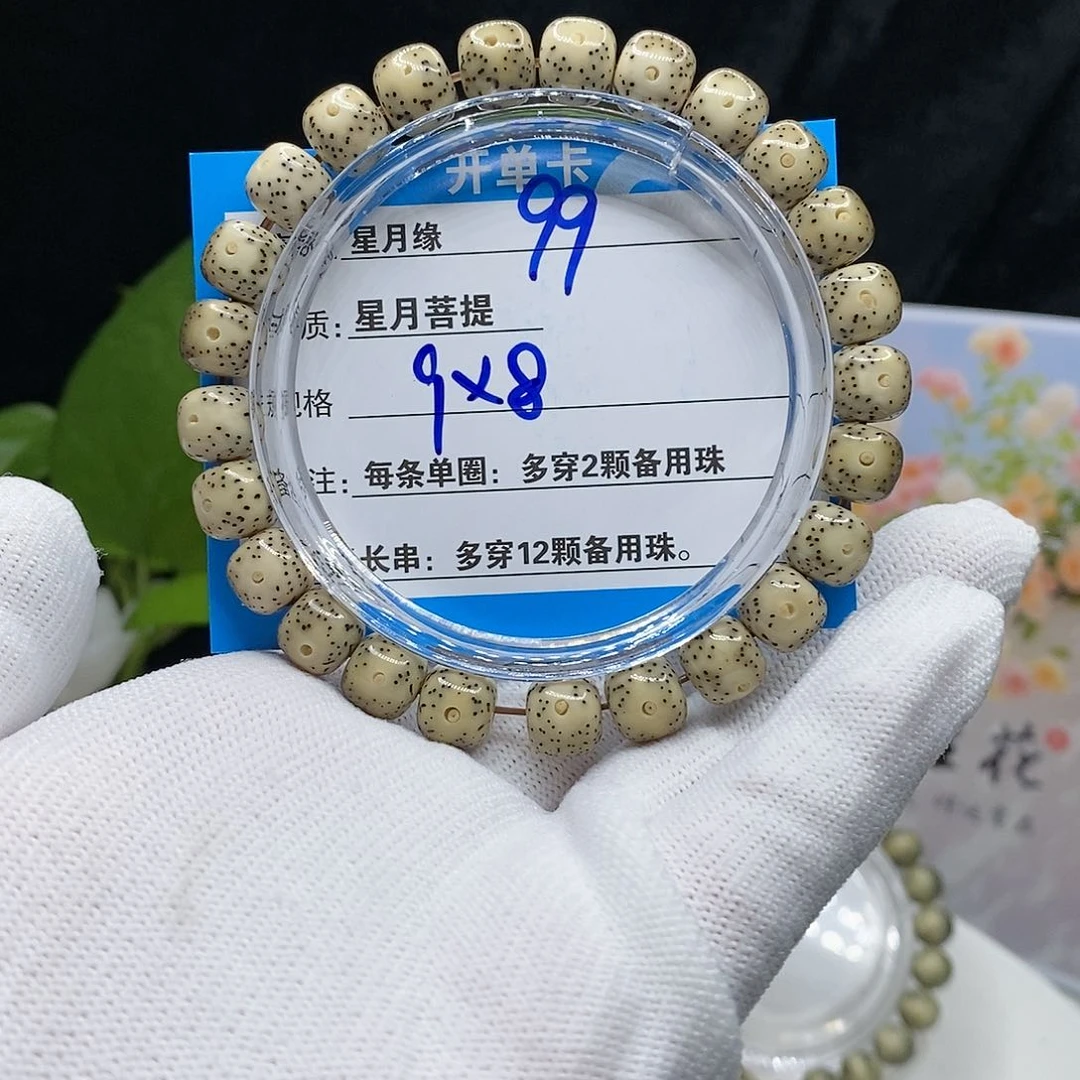 开单卡
99
星月缘
质：星月菩提
规格 9×8
注：每条单圈：多穿2颗备用珠
长串：多穿12颗备用珠。
花